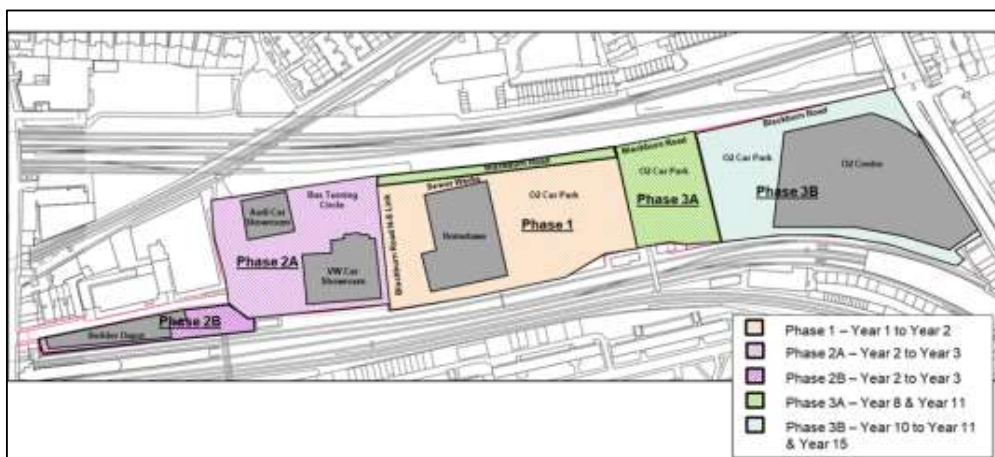 Blackburn Road
Blackburn Road
Blackburn Road
O2 Car Park
O2 Centre
O2 Car Park
Phase 3B
Phase 3A
O2 Car Park
Phase 1
Sewer Works
Homebase
Blackburn Road N-S Link
Bus Turning
Circle
Audi Car
Showroom
Phase 2A
VW Car
Showroom
Phase 2B
Builder Depot
Phase 1 – Year 1 to Year 2
Phase 2A – Year 2 to Year 3
Phase 2B – Year 2 to Year 3
Phase 3A – Year 8 & Year 11
Phase 3B – Year 10 to Year 11
& Year 15